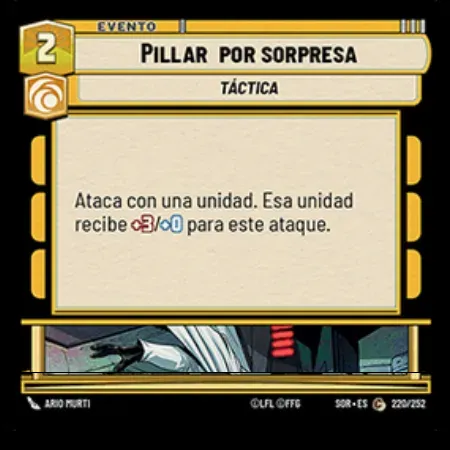 EVENTO
2
PILLAR POR SORPRESA
TÁCTICA
Ataca con una unidad. Esa unidad
recibe +3/+0 para este ataque.
ARIO MURTI
©LFL ©FFG
SOR • ES C 220/252